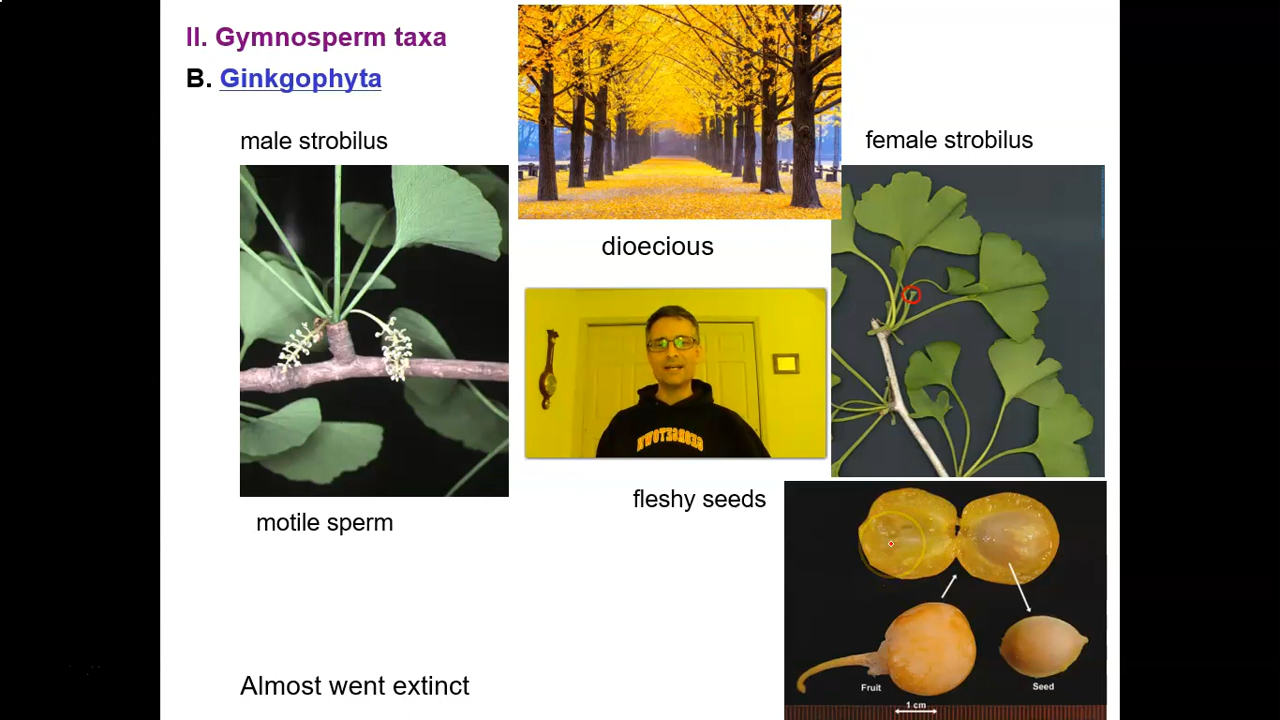 II. Gymnosperm taxa
B. Ginkgophyta
male strobilus
female strobilus
dioecious
GEORGETOWN
fleshy seeds
motile sperm
Fruit
Seed
1 cm
Almost went extinct